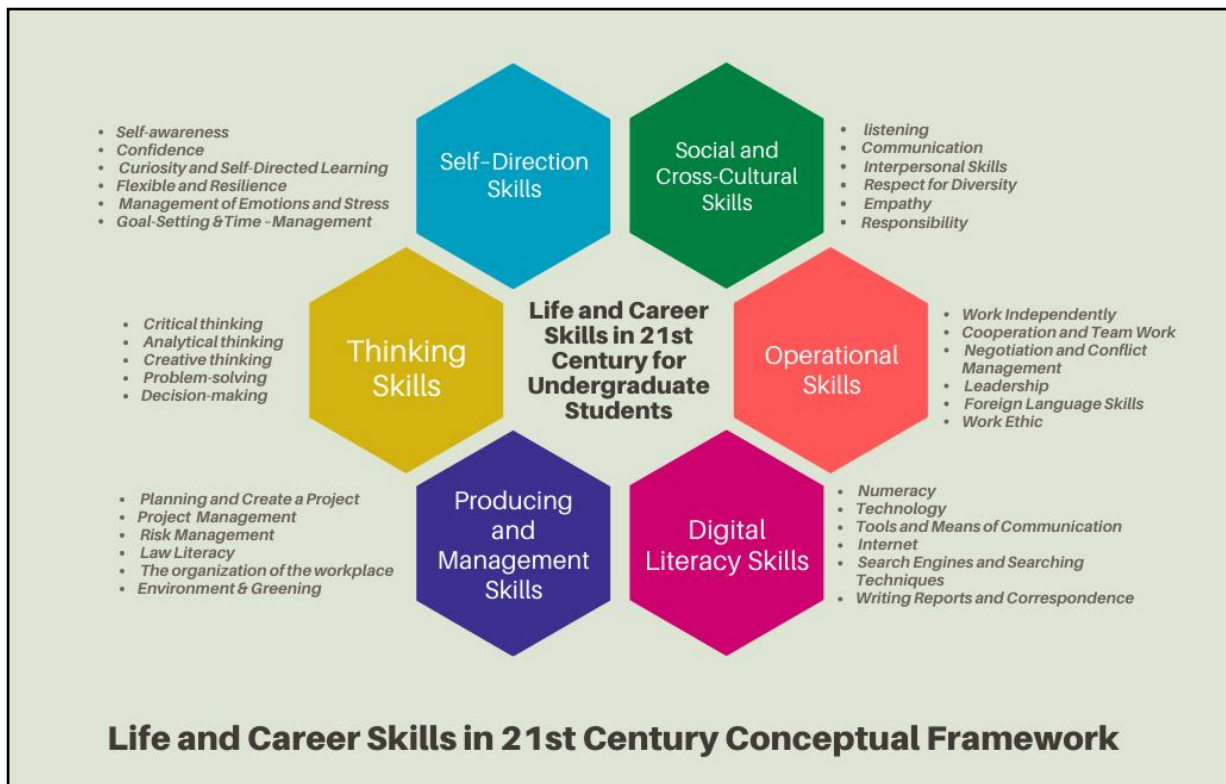 • Self-awareness
• Confidence
• Curiosity and Self-Directed Learning
• Flexible and Resilience
• Management of Emotions and Stress
• Goal-Setting &Time –Management
Self–Direction
Skills
Social and
Cross-Cultural
Skills
• listening
• Communication
• Interpersonal Skills
• Respect for Diversity
• Empathy
• Responsibility
• Critical thinking
• Analytical thinking
• Creative thinking
• Problem-solving
• Decision-making
Thinking
Skills
Life and Career
Skills in 21st
Century for
Undergraduate
Students
Operational
Skills
• Work Independently
• Cooperation and Team Work
• Negotiation and Conflict
Management
• Leadership
• Foreign Language Skills
• Work Ethic
• Planning and Create a Project
• Project Management
• Risk Management
• Law Literacy
• The organization of the workplace
• Environment & Greening
Producing
and
Management
Skills
Digital
Literacy Skills
• Numeracy
• Technology
• Tools and Means of Communication
• Internet
• Search Engines and Searching
Techniques
• Writing Reports and Correspondence
Life and Career Skills in 21st Century Conceptual Framework